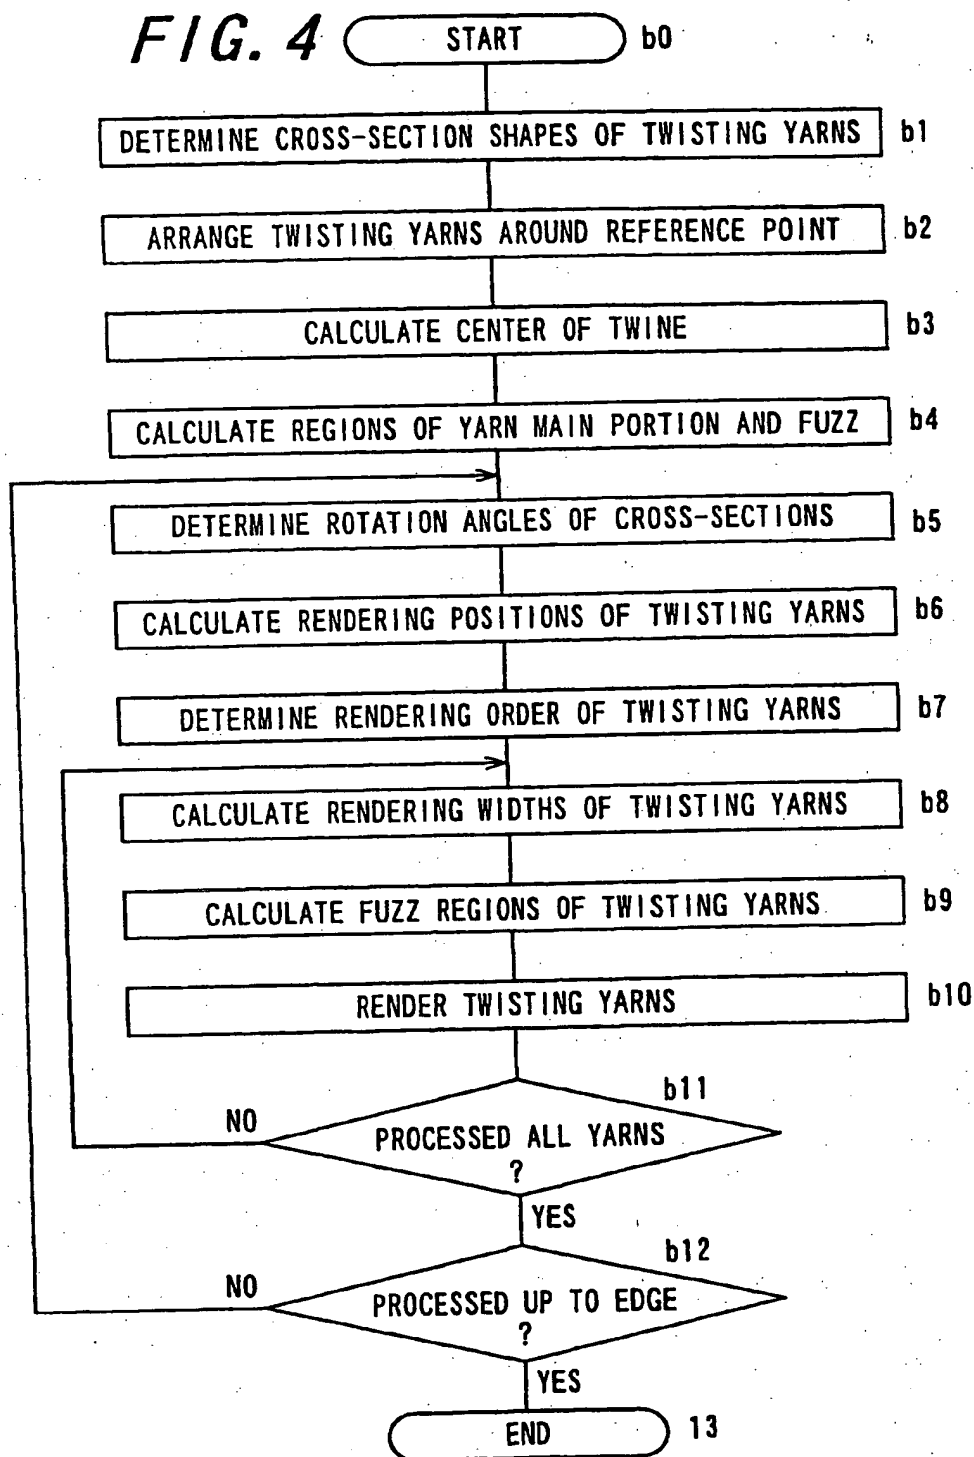 FIG. 4
START b0
DETERMINE CROSS-SECTION SHAPES OF TWISTING YARNS b1
ARRANGE TWISTING YARNS AROUND REFERENCE POINT b2
CALCULATE CENTER OF TWINE b3
CALCULATE REGIONS OF YARN MAIN PORTION AND FUZZ b4
DETERMINE ROTATION ANGLES OF CROSS-SECTIONS b5
CALCULATE RENDERING POSITIONS OF TWISTING YARNS b6
DETERMINE RENDERING ORDER OF TWISTING YARNS b7
CALCULATE RENDERING WIDTHS OF TWISTING YARNS b8
CALCULATE FUZZ REGIONS OF TWISTING YARNS b9
RENDER TWISTING YARNS b10
b11
NO
PROCESSED ALL YARNS
?
YES
b12
NO
PROCESSED UP TO EDGE
?
YES
END 13